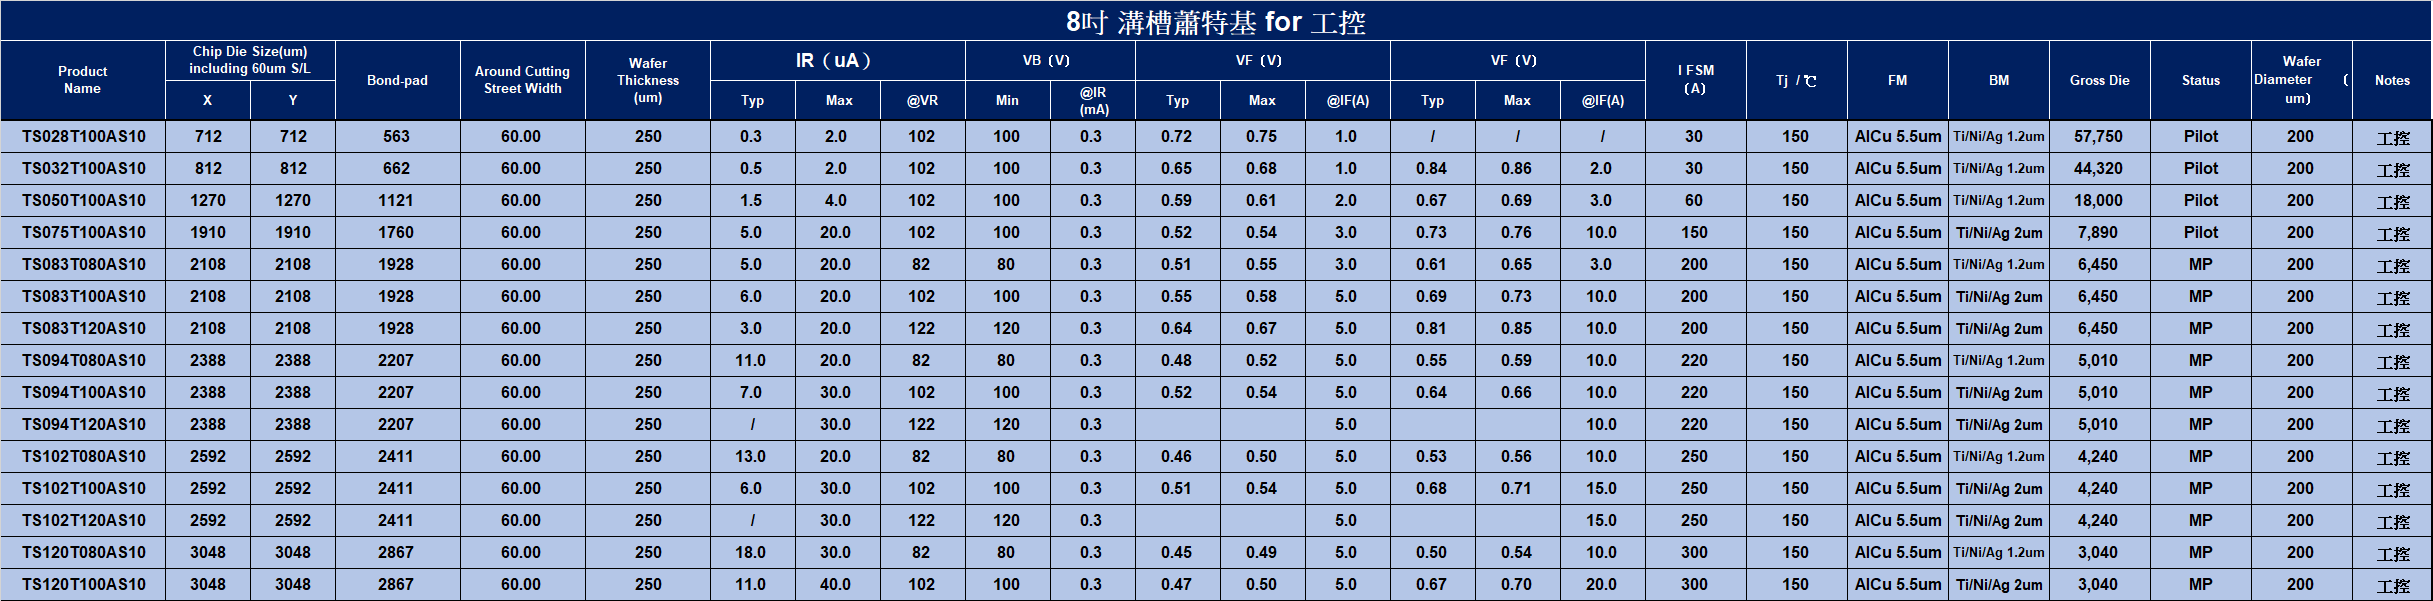 8吋 溝槽蕭特基 for 工控
Product Name Chip Die Size(um) including 60um S/L Bond-pad Around Cutting Street Width Wafer Thickness (um) IR（uA） VB（V） VF（V） VF（V） I FSM（A） Tj /℃ FM BM Gross Die Status Wafer Diameter （um） Notes
X Y Typ Max @VR Min @IR (mA) Typ Max @IF(A) Typ Max @IF(A)
TS028T100AS10 712 712 563 60.00 250 0.3 2.0 102 100 0.3 0.72 0.75 1.0 / / / 30 150 AlCu 5.5um Ti/Ni/Ag 1.2um 57,750 Pilot 200 工控
TS032T100AS10 812 812 662 60.00 250 0.5 2.0 102 100 0.3 0.65 0.68 1.0 0.84 0.86 2.0 30 150 AlCu 5.5um Ti/Ni/Ag 1.2um 44,320 Pilot 200 工控
TS050T100AS10 1270 1270 1121 60.00 250 1.5 4.0 102 100 0.3 0.59 0.61 2.0 0.67 0.69 3.0 60 150 AlCu 5.5um Ti/Ni/Ag 1.2um 18,000 Pilot 200 工控
TS075T100AS10 1910 1910 1760 60.00 250 5.0 20.0 102 100 0.3 0.52 0.54 3.0 0.73 0.76 10.0 150 150 AlCu 5.5um Ti/Ni/Ag 2um 7,890 Pilot 200 工控
TS083T080AS10 2108 2108 1928 60.00 250 5.0 20.0 82 80 0.3 0.51 0.55 3.0 0.61 0.65 3.0 200 150 AlCu 5.5um Ti/Ni/Ag 1.2um 6,450 MP 200 工控
TS083T100AS10 2108 2108 1928 60.00 250 6.0 20.0 102 100 0.3 0.55 0.58 5.0 0.69 0.73 10.0 200 150 AlCu 5.5um Ti/Ni/Ag 2um 6,450 MP 200 工控
TS083T120AS10 2108 2108 1928 60.00 250 3.0 20.0 122 120 0.3 0.64 0.67 5.0 0.81 0.85 10.0 200 150 AlCu 5.5um Ti/Ni/Ag 2um 6,450 MP 200 工控
TS094T080AS10 2388 2388 2207 60.00 250 11.0 20.0 82 80 0.3 0.48 0.52 5.0 0.55 0.59 10.0 220 150 AlCu 5.5um Ti/Ni/Ag 1.2um 5,010 MP 200 工控
TS094T100AS10 2388 2388 2207 60.00 250 7.0 30.0 102 100 0.3 0.52 0.54 5.0 0.64 0.66 10.0 220 150 AlCu 5.5um Ti/Ni/Ag 2um 5,010 MP 200 工控
TS094T120AS10 2388 2388 2207 60.00 250 / 30.0 122 120 0.3 5.0 10.0 220 150 AlCu 5.5um Ti/Ni/Ag 2um 5,010 MP 200 工控
TS102T080AS10 2592 2592 2411 60.00 250 13.0 20.0 82 80 0.3 0.46 0.50 5.0 0.53 0.56 10.0 250 150 AlCu 5.5um Ti/Ni/Ag 1.2um 4,240 MP 200 工控
TS102T100AS10 2592 2592 2411 60.00 250 6.0 30.0 102 100 0.3 0.51 0.54 5.0 0.68 0.71 15.0 250 150 AlCu 5.5um Ti/Ni/Ag 2um 4,240 MP 200 工控
TS102T120AS10 2592 2592 2411 60.00 250 / 30.0 122 120 0.3 5.0 15.0 250 150 AlCu 5.5um Ti/Ni/Ag 2um 4,240 MP 200 工控
TS120T080AS10 3048 3048 2867 60.00 250 18.0 30.0 82 80 0.3 0.45 0.49 5.0 0.50 0.54 10.0 300 150 AlCu 5.5um Ti/Ni/Ag 1.2um 3,040 MP 200 工控
TS120T100AS10 3048 3048 2867 60.00 250 11.0 40.0 102 100 0.3 0.47 0.50 5.0 0.67 0.70 20.0 300 150 AlCu 5.5um Ti/Ni/Ag 2um 3,040 MP 200 工控